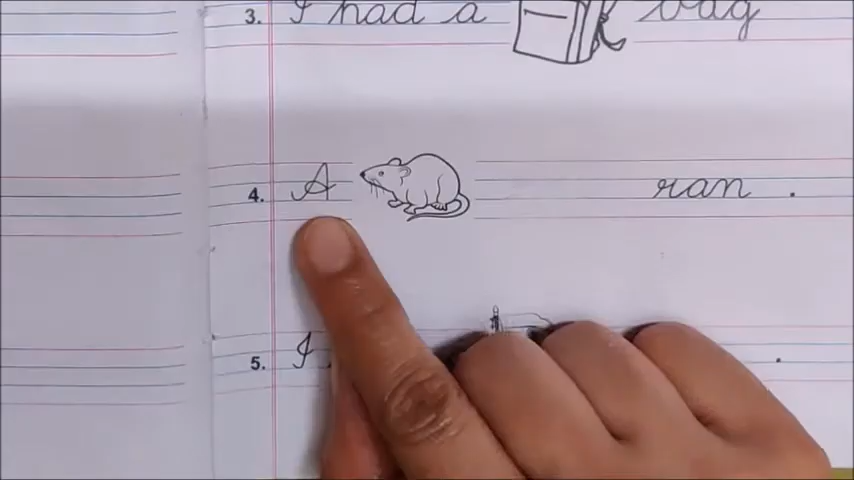 3. I had a bag
4. A ran .
5. I .